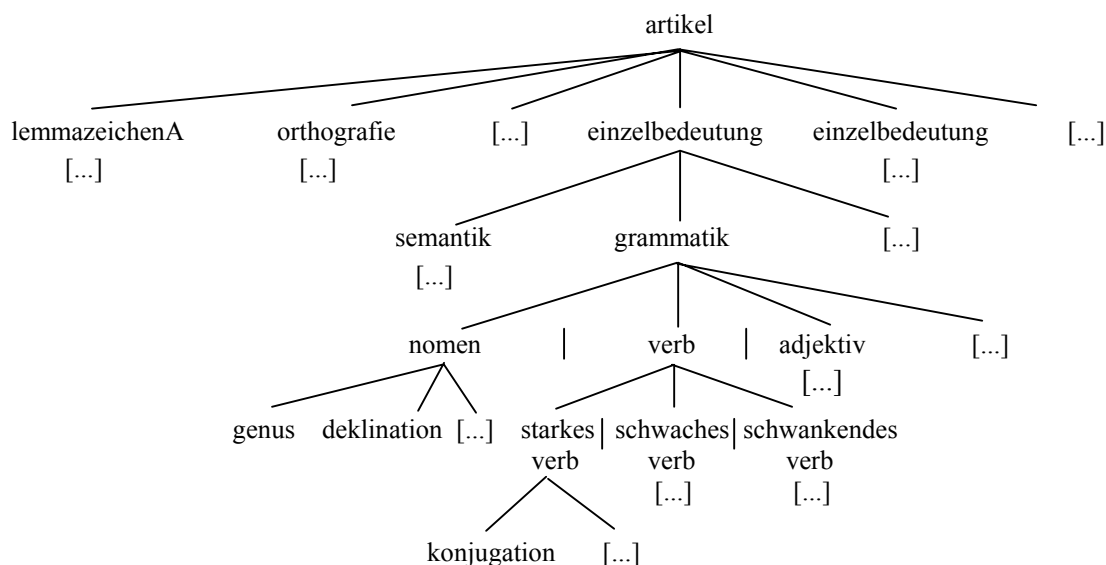 artikel
lemmazeichenA orthografie [...] einzelbedeutung einzelbedeutung [...]
[...] [...] [...]
semantik grammatik [...]
[...]
nomen | verb | adjektiv [...]
[...]
genus deklination [...] starkes | schwaches | schwankendes
verb verb verb
[...] [...]
konjugation [...]